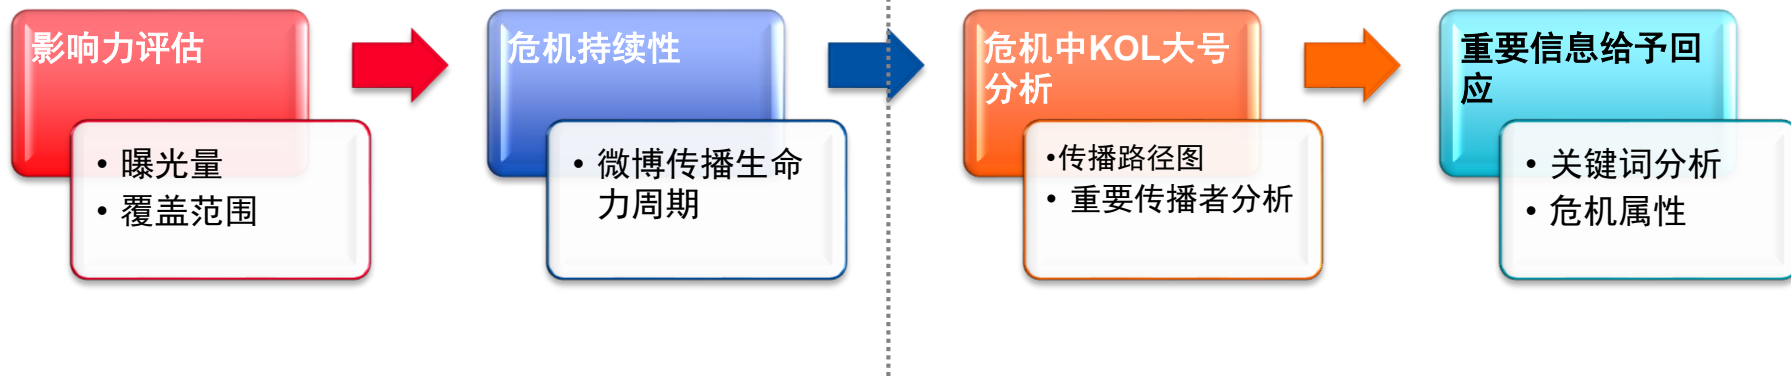 影响力评估
• 曝光量
• 覆盖范围
危机持续性
• 微博传播生命
力周期
危机中KOL大号
分析
•传播路径图
• 重要传播者分析
重要信息给予回
应
• 关键词分析
• 危机属性